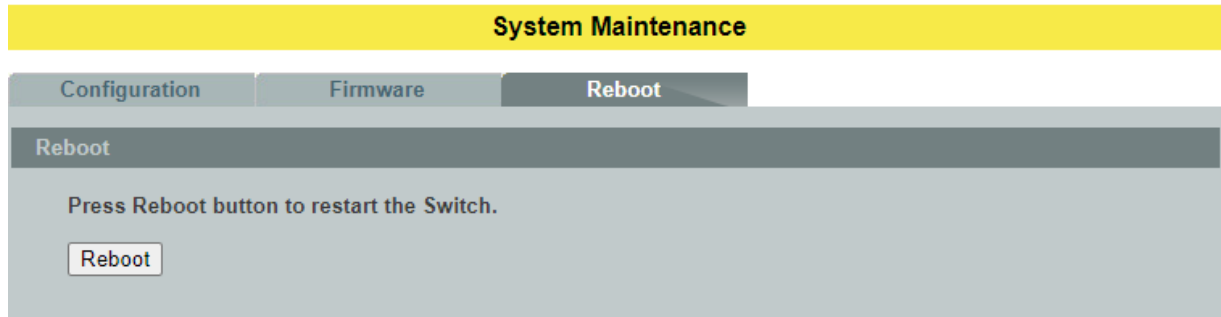 System Maintenance
Configuration Firmware Reboot
Reboot
Press Reboot button to restart the Switch.
Reboot